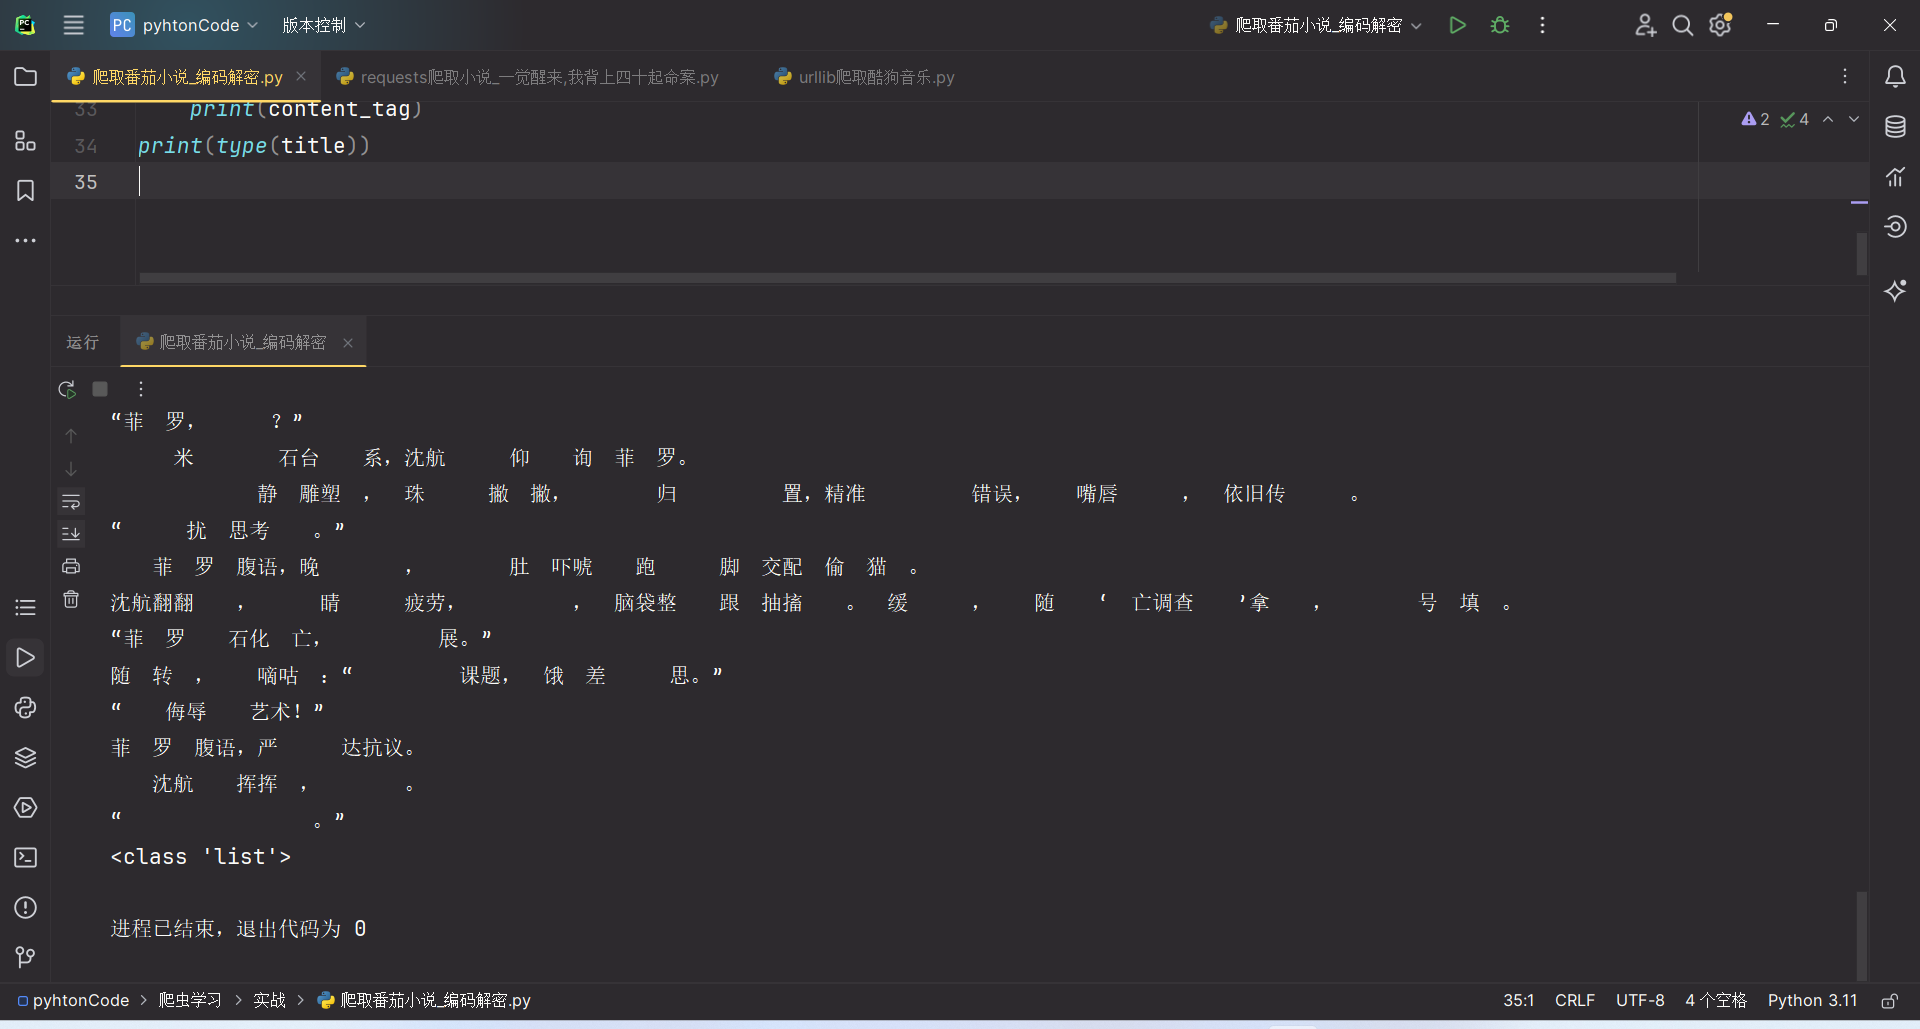 PC pyhtonCode 版本控制 爬取番茄小说_编码解密
爬取番茄小说_编码解密.py requests爬取小说_一觉醒来,我背上四十起命案.py urllib爬取酷狗音乐.py
33 print(content_tag) 2 4
34 print(type(title))
35
运行 爬取番茄小说_编码解密
“菲 罗, ？”
米 石台 系,沈航 仰 询 菲 罗。
静 雕塑 , 珠 撇 撇, 归 置,精准 错误, 嘴唇 , 依旧传 。
“ 扰 思考 。”
菲 罗 腹语,晚 , 肚 吓唬 跑 脚 交配 偷 猫 。
沈航翻翻 , 睛 疲劳, , 脑袋整 跟 抽搐 。 缓 , 随 ‘ 亡调查 ’拿 , 号 填 。
“菲 罗 石化 亡, 展。”
随 转 , 嘀咕 :“ 课题, 饿 差 思。”
“ 侮辱 艺术！”
菲 罗 腹语,严 达抗议。
沈航 挥挥 , 。
“ 。”
<class 'list'>
进程已结束,退出代码为 0
pyhtonCode > 爬虫学习 > 实战 > 爬取番茄小说_编码解密.py 35:1 CRLF UTF-8 4 个空格 Python 3.11